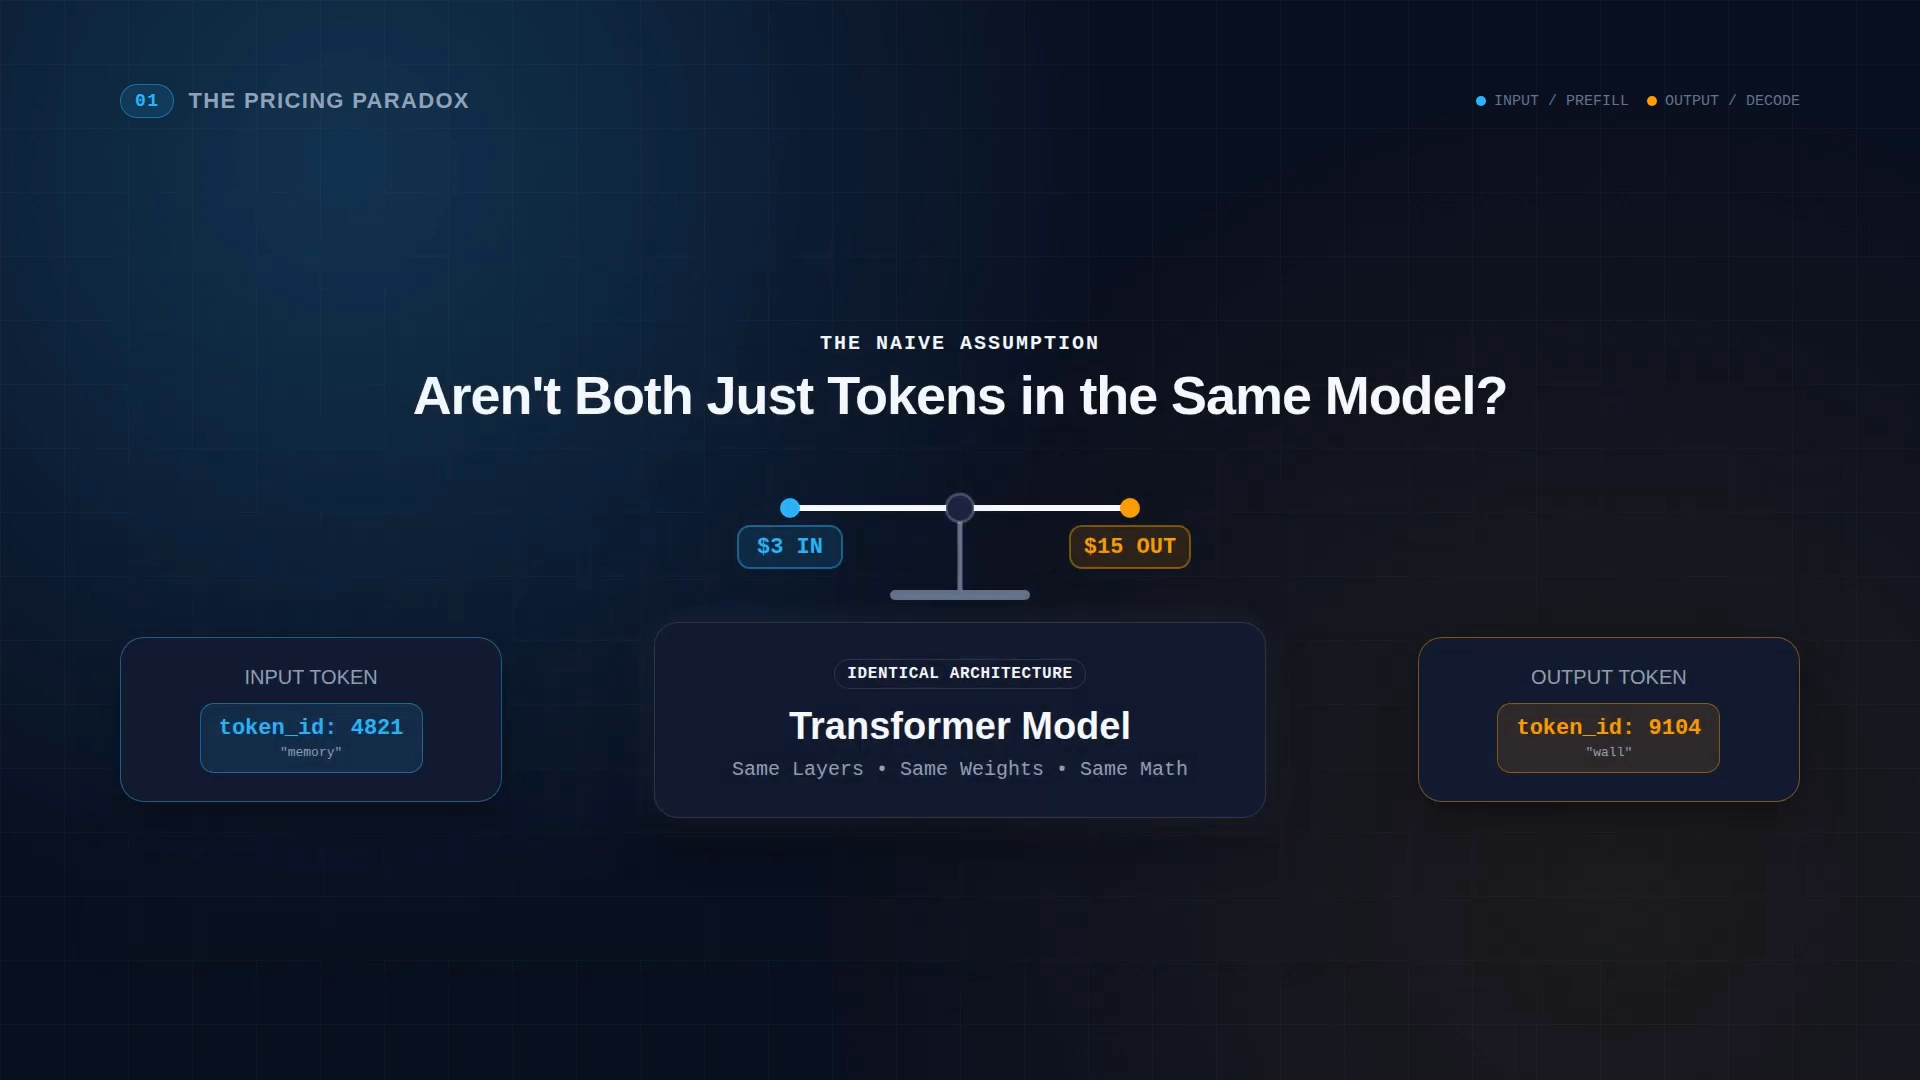 01 THE PRICING PARADOX
INPUT / PREFILL OUTPUT / DECODE
THE NAIVE ASSUMPTION
Aren't Both Just Tokens in the Same Model?
$3 IN
$15 OUT
INPUT TOKEN
token_id: 4821
"memory"
IDENTICAL ARCHITECTURE
Transformer Model
Same Layers • Same Weights • Same Math
OUTPUT TOKEN
token_id: 9104
"wall"